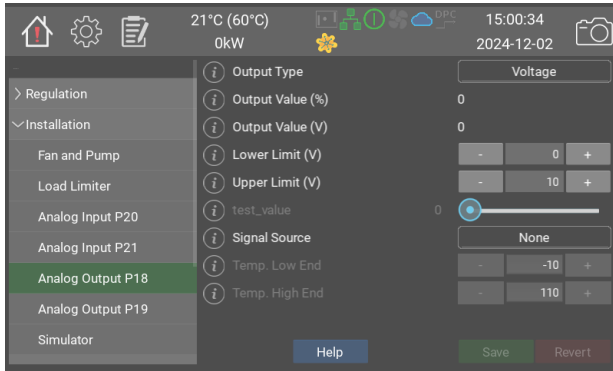 21°C (60°C)
0kW
DPC
15:00:34
2024-12-02
Regulation
Installation
Fan and Pump
Load Limiter
Analog Input P20
Analog Input P21
Analog Output P18
Analog Output P19
Simulator
Output Type
Voltage
Output Value (%)
0
Output Value (V)
0
Lower Limit (V)
- 0 +
Upper Limit (V)
- 10 +
test_value 0
Signal Source
None
Temp. Low End
- -10 +
Temp. High End
- 110 +
Help
Save
Revert